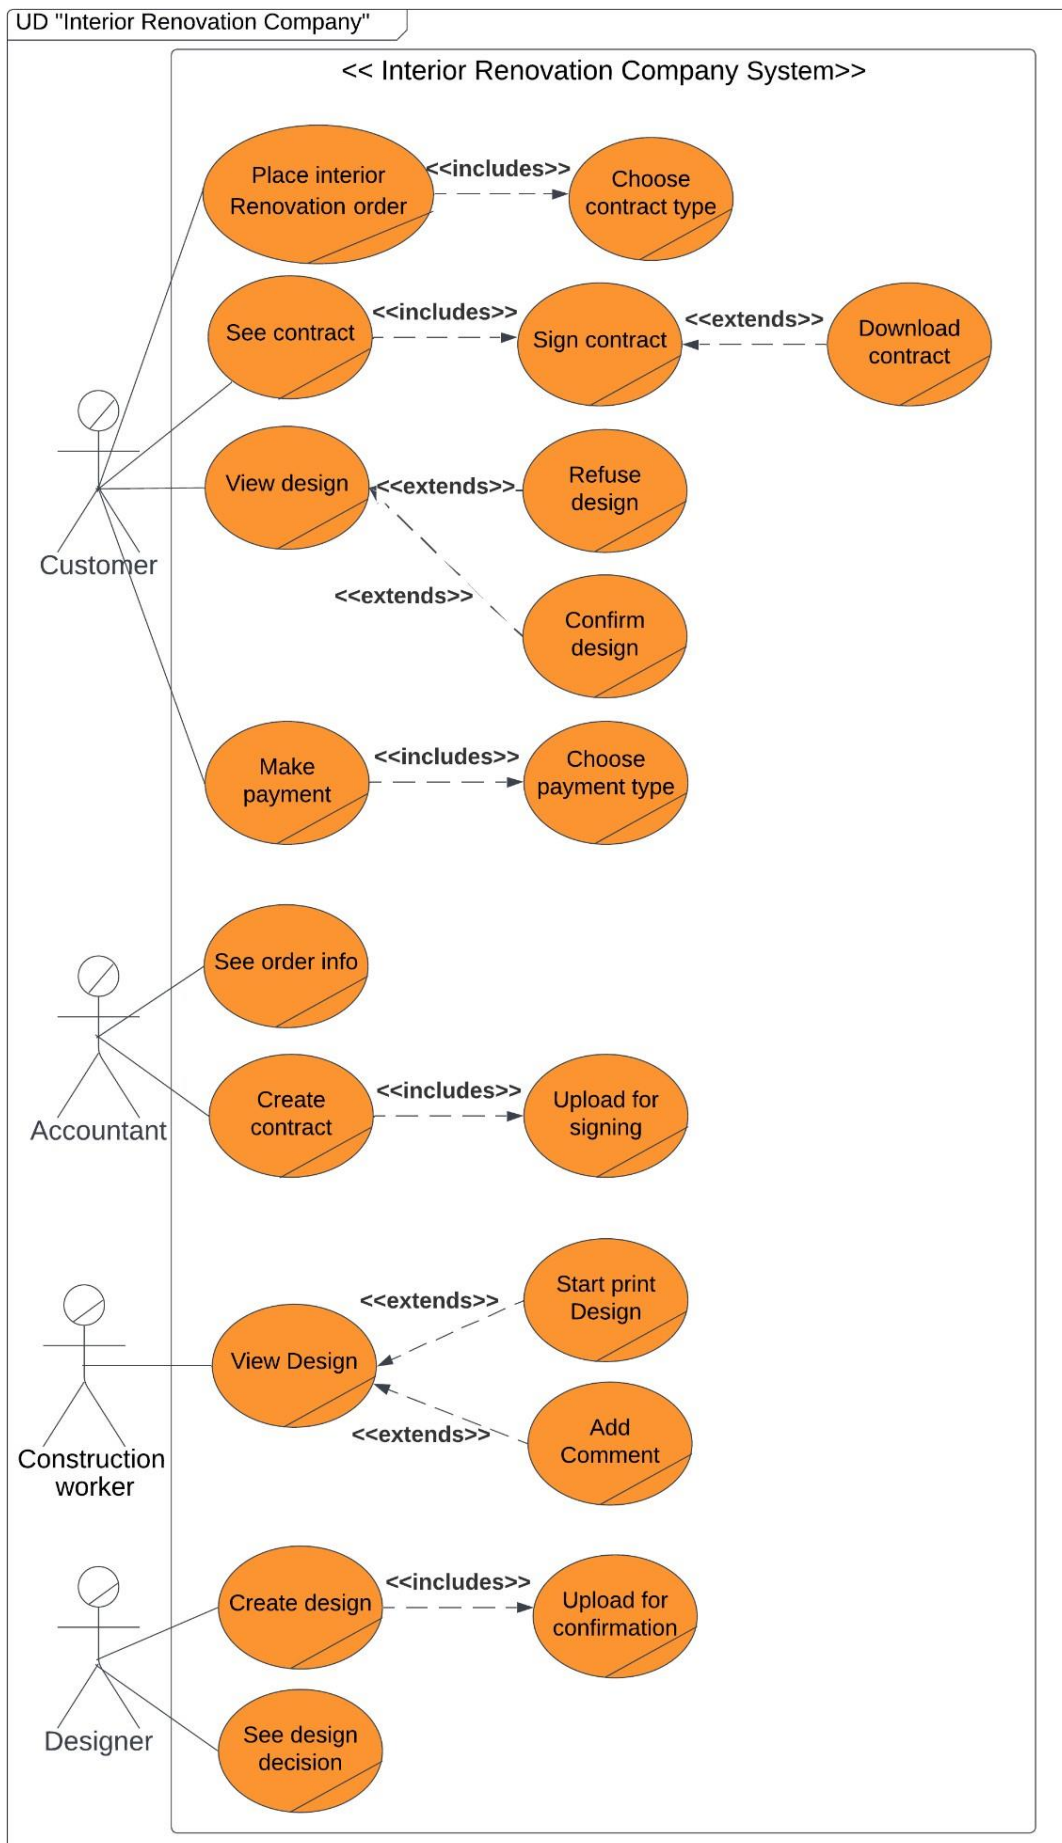 UD "Interior Renovation Company"
<< Interior Renovation Company System>>
Place interior
Renovation order
<<includes>>
Choose
contract type
See contract
<<includes>>
Sign contract
<<extends>>
Download
contract
View design
<<extends>>
Refuse
design
<<extends>>
Confirm
design
Customer
Make
payment
<<includes>>
Choose
payment type
See order info
Create
contract
<<includes>>
Upload for
signing
Accountant
View Design
<<extends>>
Start print
Design
<<extends>>
Add
Comment
Construction
worker
Create design
<<includes>>
Upload for
confirmation
See design
decision
Designer